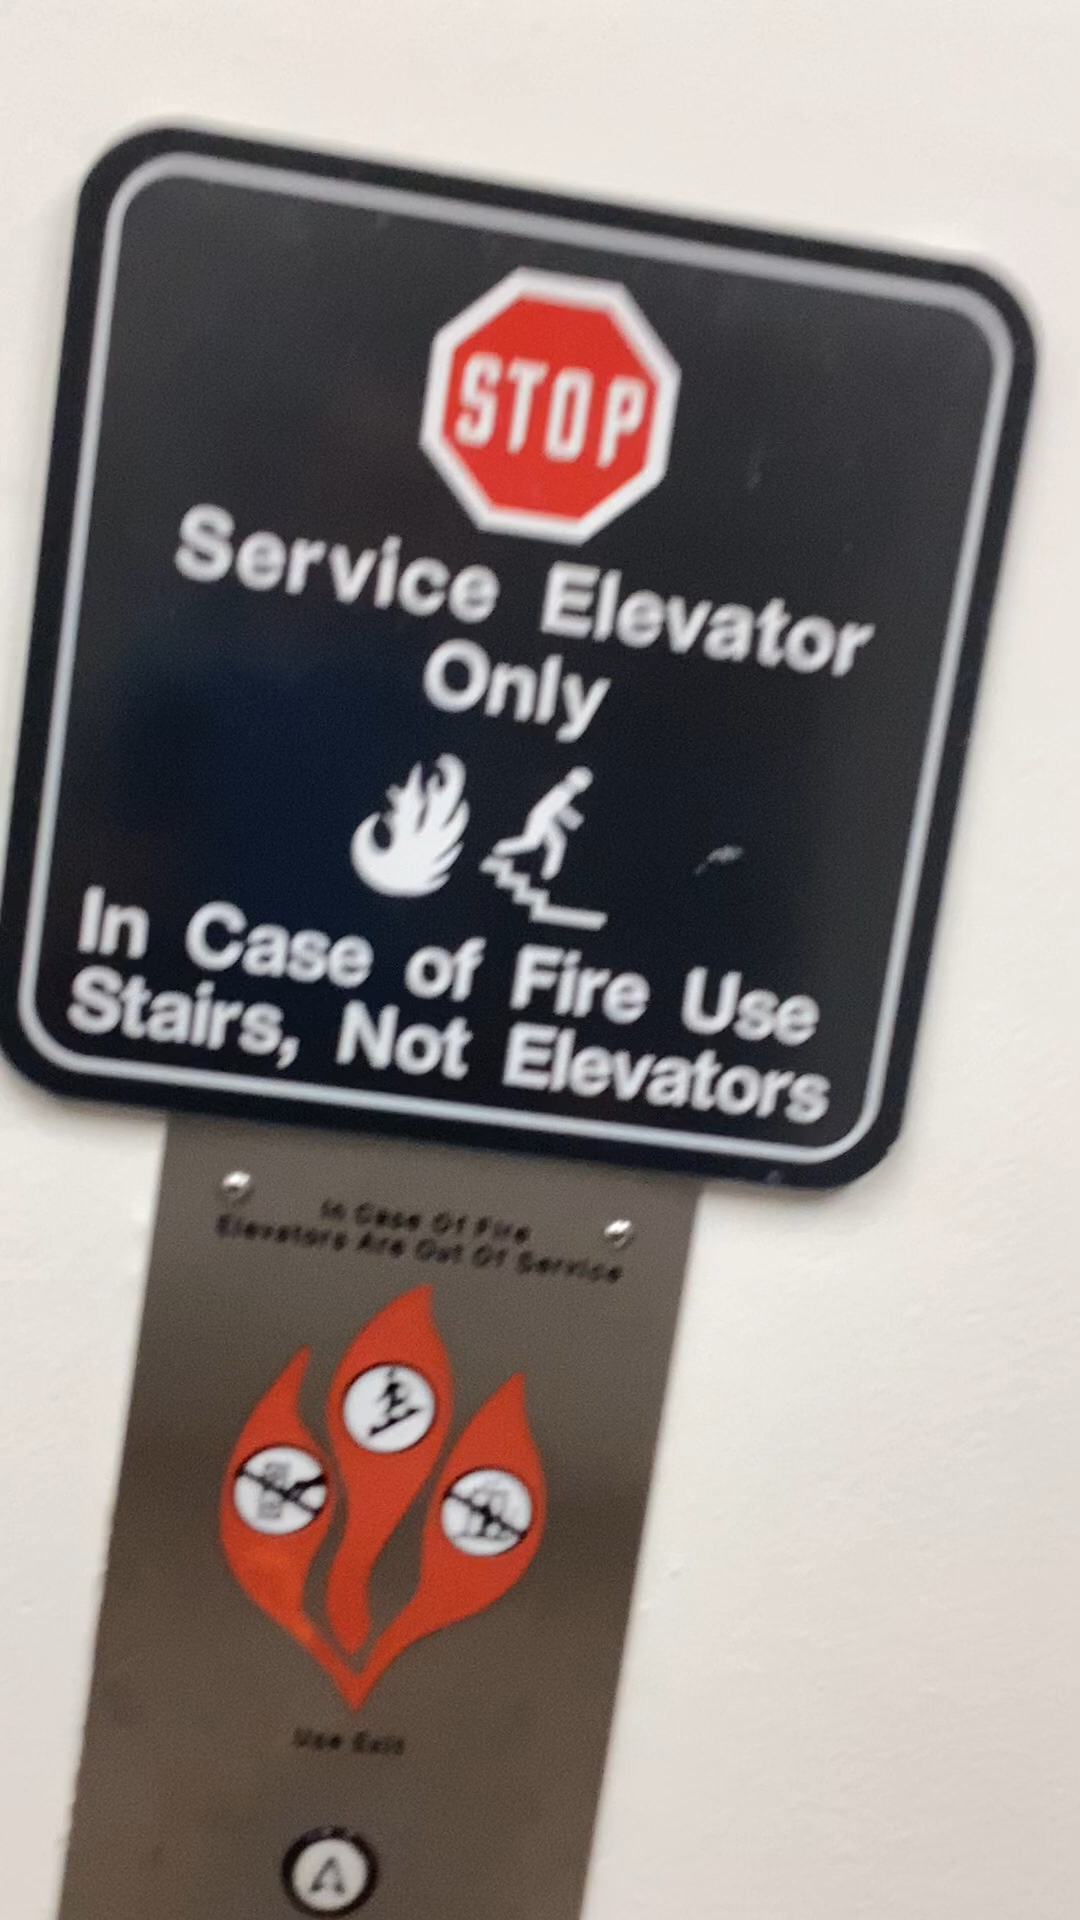 STOP
Service Elevator
Only
In Case of Fire Use
Stairs, Not Elevators
In Case Of Fire
Elevators Are Out Of Service
Use Exit